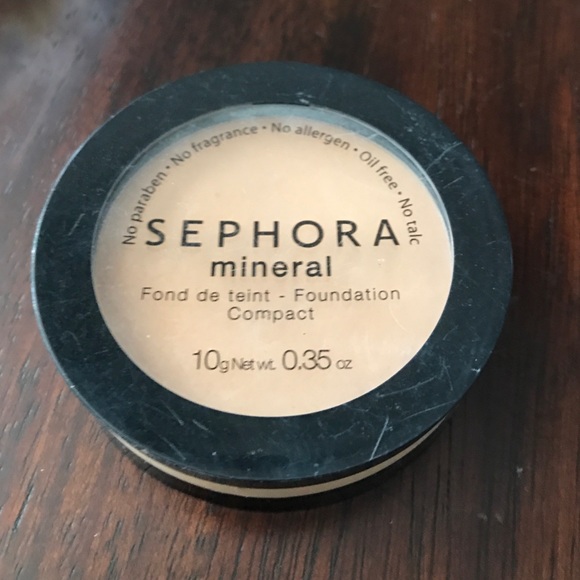 No paraben • No fragrance • No allergen • Oil free • No talc
SEPHORA
mineral
Fond de teint - Foundation
Compact
10g Net wt. 0.35 oz